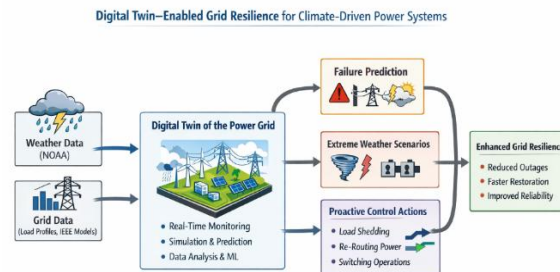 Digital Twin–Enabled Grid Resilience for Climate-Driven Power Systems
Weather Data
(NOAA)
Grid Data
(Load Profiles, IEEE Models)
Digital Twin of the Power Grid
• Real-Time Monitoring
• Simulation & Prediction
• Data Analysis & ML
Failure Prediction
Extreme Weather Scenarios
Proactive Control Actions
• Load Shedding
• Re-Routing Power
• Switching Operations
Enhanced Grid Resilienc
• Reduced Outages
• Faster Restoration
• Improved Reliability